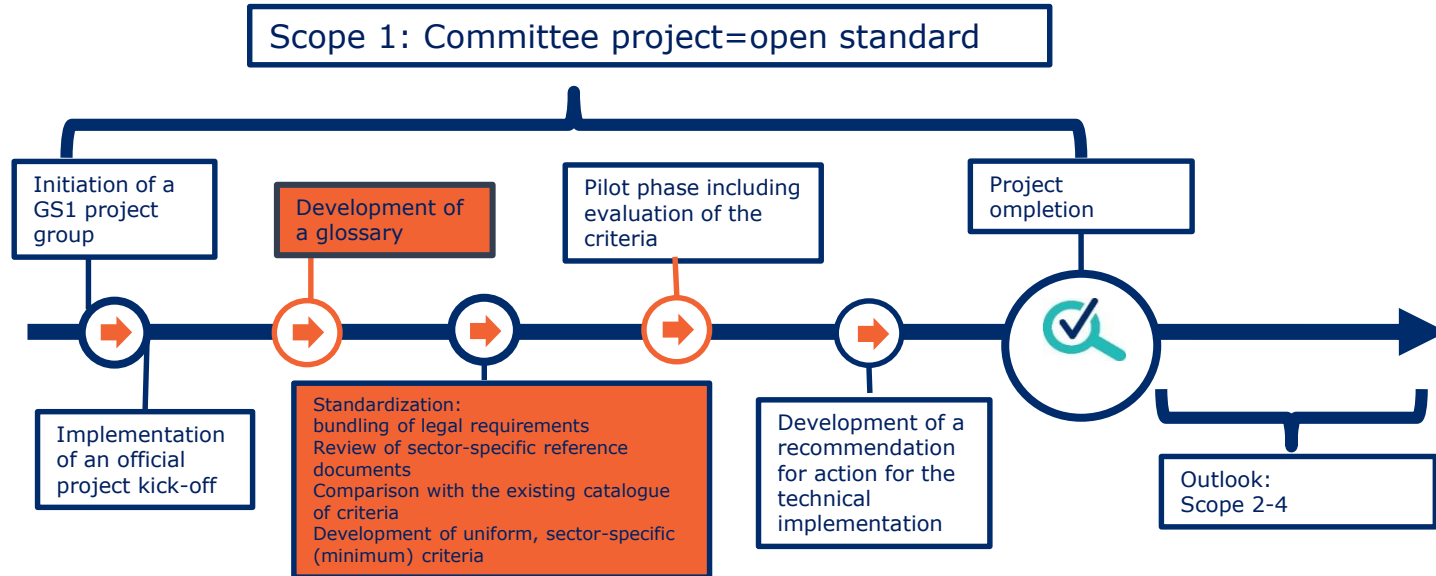 Scope 1: Committee project=open standard
Initiation of a
GS1 project
group
Development of
a glossary
Pilot phase including
evaluation of the
criteria
Project
ompletion
Implementation
of an official
project kick-off
Standardization:
bundling of legal requirements
Review of sector-specific reference
documents
Comparison with the existing catalogue
of criteria
Development of uniform, sector-specific
(minimum) criteria
Development of a
recommendation
for action for the
technical
implementation
Outlook:
Scope 2-4